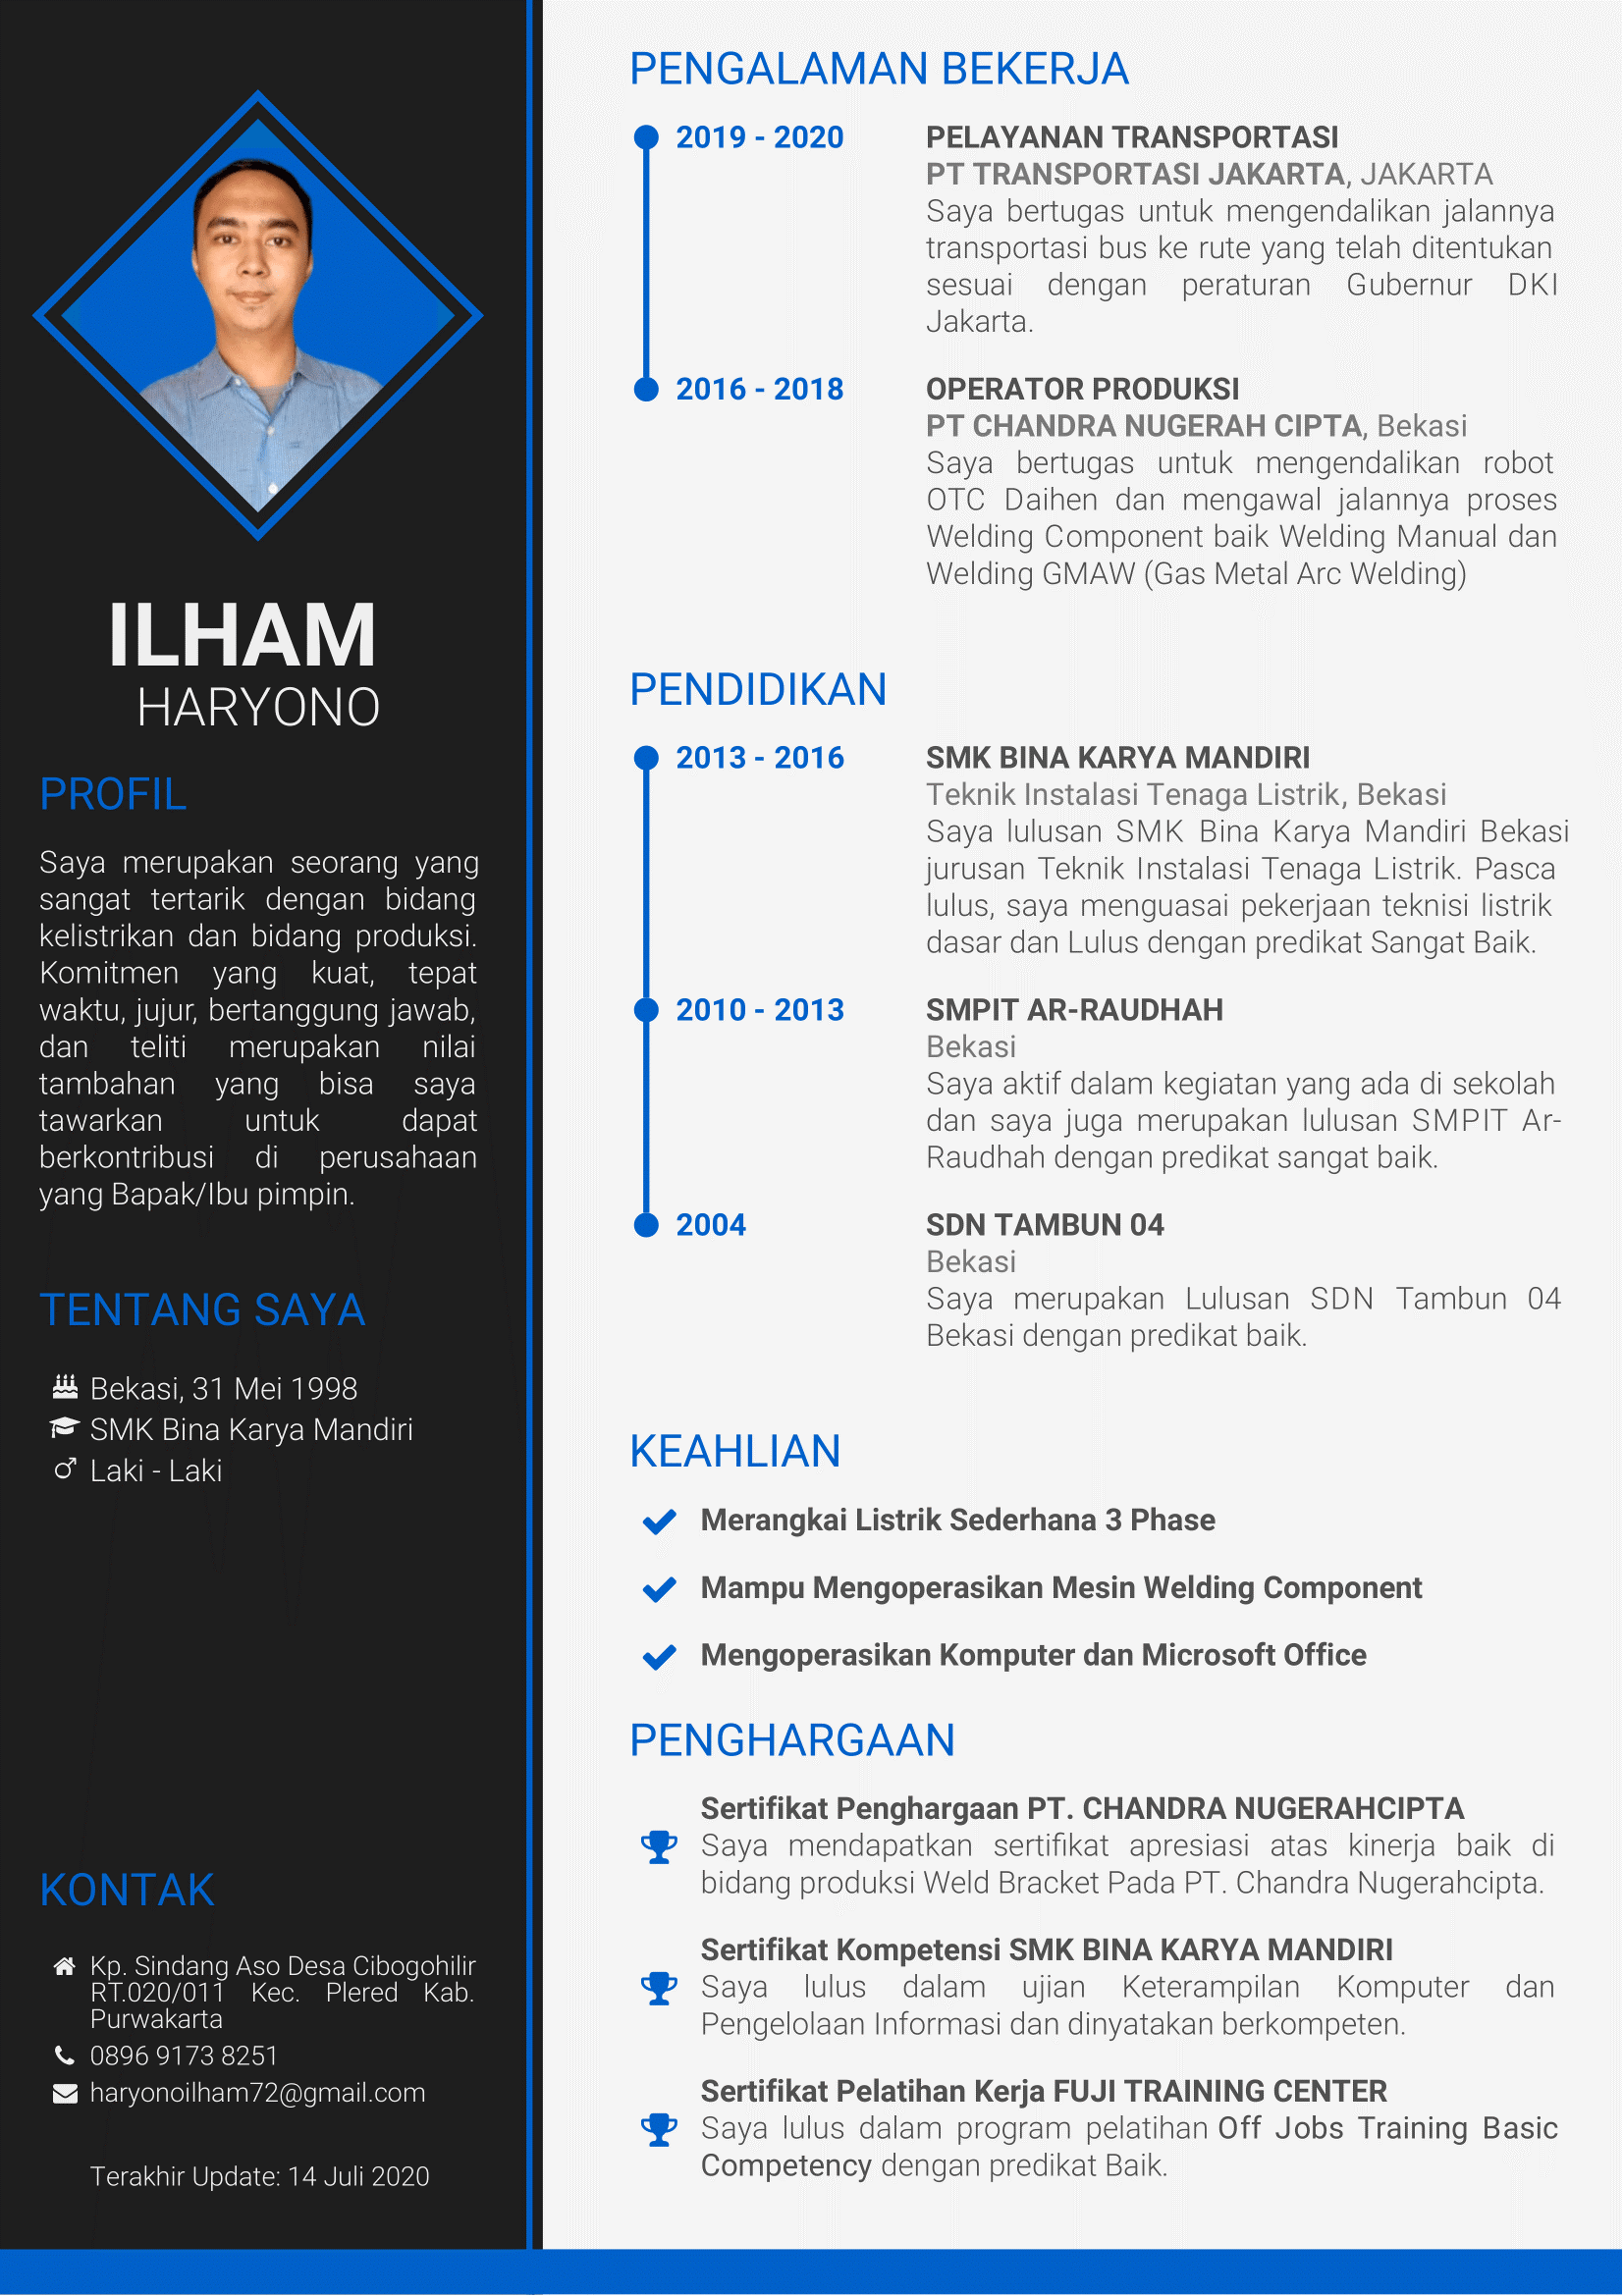 ILHAM
HARYONO
PROFIL
Saya merupakan seorang yang
sangat tertarik dengan bidang
kelistrikan dan bidang produksi.
Komitmen yang kuat, tepat
waktu, jujur, bertanggung jawab,
dan teliti merupakan nilai
tambahan yang bisa saya
tawarkan untuk dapat
berkontribusi di perusahaan
yang Bapak/Ibu pimpin.
TENTANG SAYA
Bekasi, 31 Mei 1998
SMK Bina Karya Mandiri
Laki - Laki
KONTAK
Kp. Sindang Aso Desa Cibogohilir
RT.020/011 Kec. Plered Kab.
Purwakarta
0896 9173 8251
haryonoilham72@gmail.com
Terakhir Update: 14 Juli 2020
PENGALAMAN BEKERJA
2019 - 2020
PELAYANAN TRANSPORTASI
PT TRANSPORTASI JAKARTA, JAKARTA
Saya bertugas untuk mengendalikan jalannya
transportasi bus ke rute yang telah ditentukan
sesuai dengan peraturan Gubernur DKI
Jakarta.
2016 - 2018
OPERATOR PRODUKSI
PT CHANDRA NUGERAH CIPTA, Bekasi
Saya bertugas untuk mengendalikan robot
OTC Daihen dan mengawal jalannya proses
Welding Component baik Welding Manual dan
Welding GMAW (Gas Metal Arc Welding)
PENDIDIKAN
2013 - 2016
SMK BINA KARYA MANDIRI
Teknik Instalasi Tenaga Listrik, Bekasi
Saya lulusan SMK Bina Karya Mandiri Bekasi
jurusan Teknik Instalasi Tenaga Listrik. Pasca
lulus, saya menguasai pekerjaan teknisi listrik
dasar dan Lulus dengan predikat Sangat Baik.
2010 - 2013
SMPIT AR-RAUDHAH
Bekasi
Saya aktif dalam kegiatan yang ada di sekolah
dan saya juga merupakan lulusan SMPIT Ar-
Raudhah dengan predikat sangat baik.
2004
SDN TAMBUN 04
Bekasi
Saya merupakan Lulusan SDN Tambun 04
Bekasi dengan predikat baik.
KEAHLIAN
Merangkai Listrik Sederhana 3 Phase
Mampu Mengoperasikan Mesin Welding Component
Mengoperasikan Komputer dan Microsoft Office
PENGHARGAAN
Sertifikat Penghargaan PT. CHANDRA NUGERAHCIPTA
Saya mendapatkan sertifikat apresiasi atas kinerja baik di
bidang produksi Weld Bracket Pada PT. Chandra Nugerahcipta.
Sertifikat Kompetensi SMK BINA KARYA MANDIRI
Saya lulus dalam ujian Keterampilan Komputer dan
Pengelolaan Informasi dan dinyatakan berkompeten.
Sertifikat Pelatihan Kerja FUJI TRAINING CENTER
Saya lulus dalam program pelatihan Off Jobs Training Basic
Competency dengan predikat Baik.